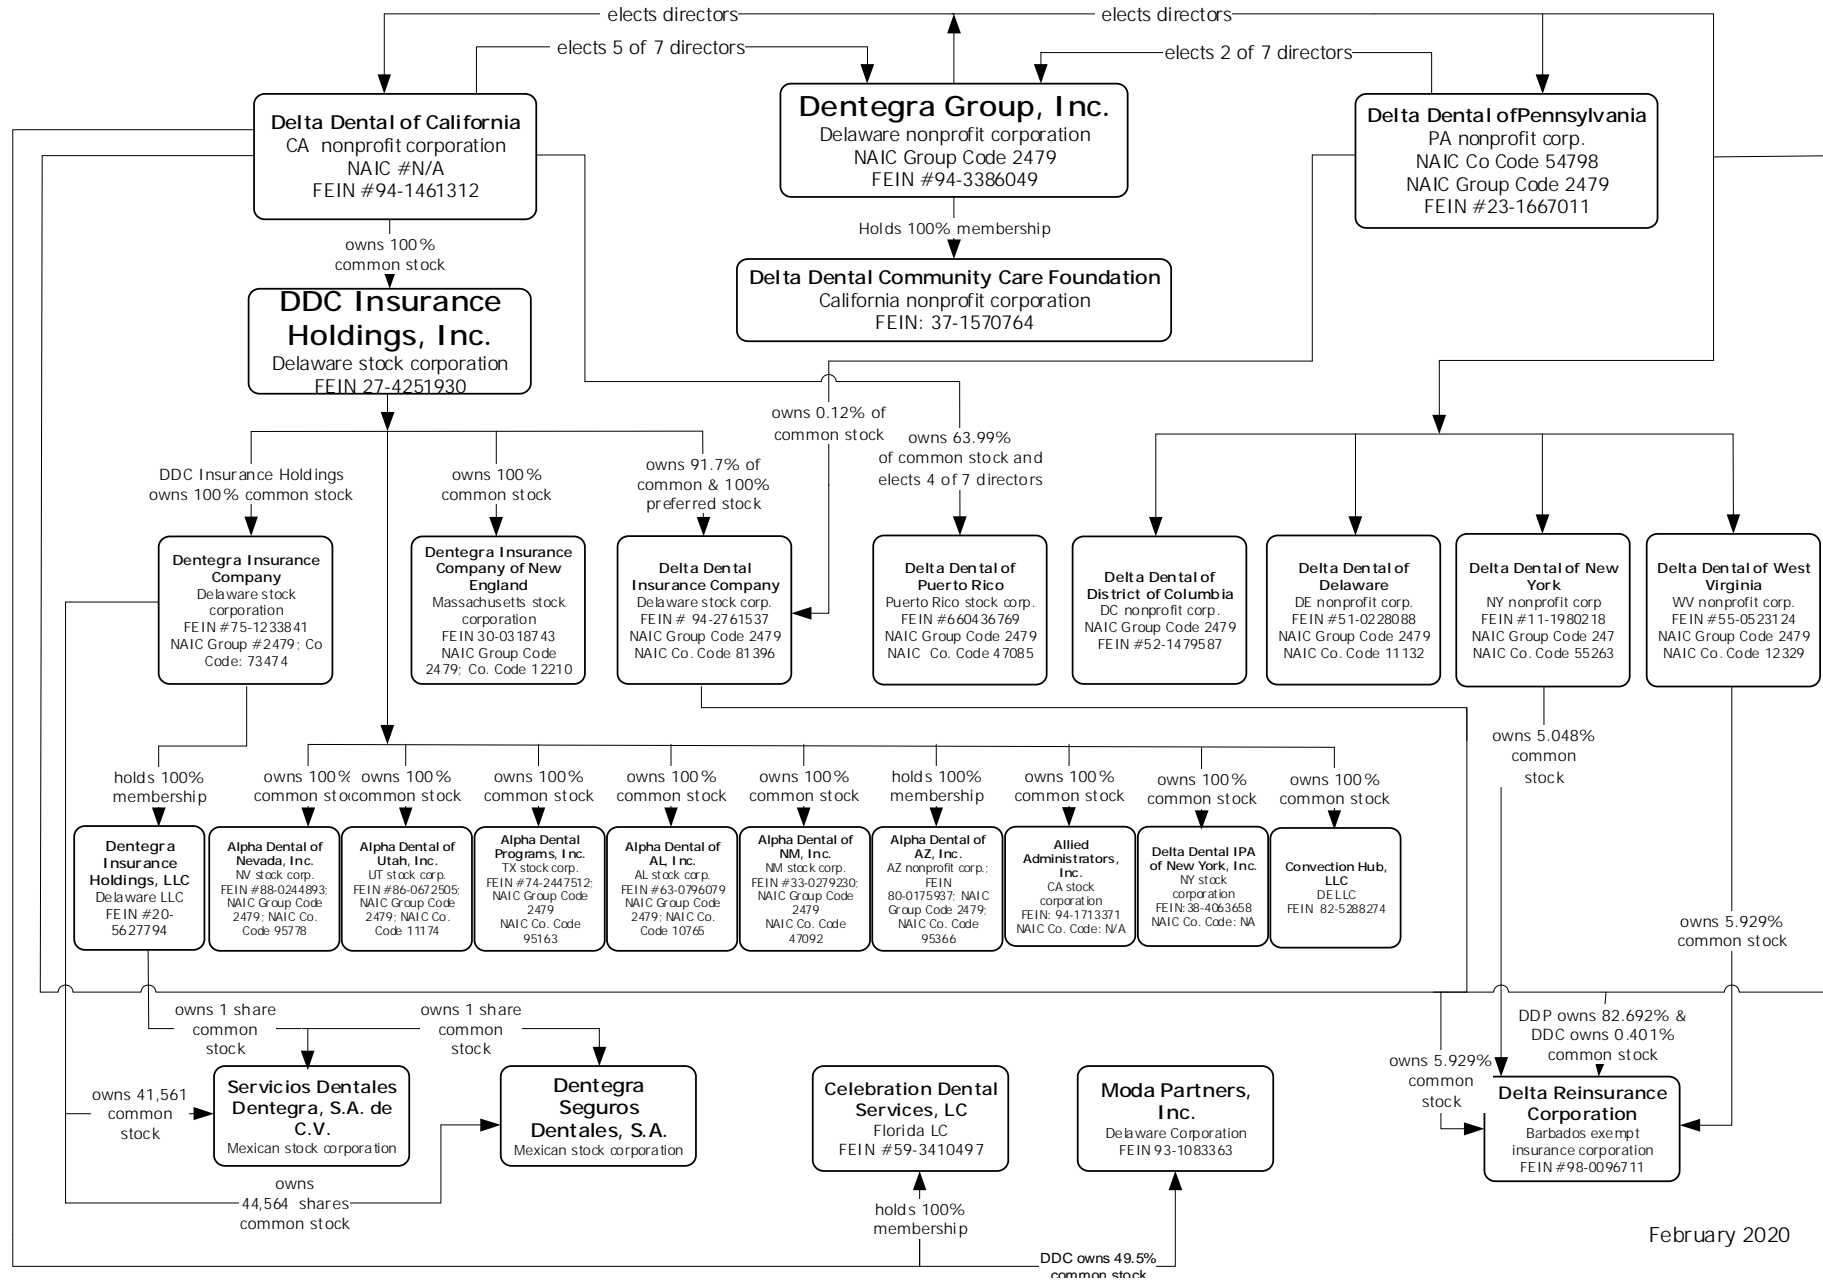 elects directors
elects directors
elects 5 of 7 directors
elects 2 of 7 directors
Delta Dental of California
CA nonprofit corporation
NAIC #N/A
FEIN #94-1461312
Dentegra Group, Inc.
Delaware nonprofit corporation
NAIC Group Code 2479
FEIN #94-3386049
Delta Dental ofPennsylvania
PA nonprofit corp.
NAIC Co Code 54798
NAIC Group Code 2479
FEIN #23-1667011
owns 100%
common stock
Holds 100% membership
DDC Insurance
Holdings, Inc.
Delaware stock corporation
FEIN 27-4251930
Delta Dental Community Care Foundation
California nonprofit corporation
FEIN: 37-1570764
DDC Insurance Holdings
owns 100% common stock
owns 100%
common stock
owns 91.7% of
common & 100%
preferred stock
owns 0.12% of
common stock
owns 63.99%
of common stock and
elects 4 of 7 directors
Dentegra Insurance
Company
Delaware stock
corporation
FEIN #75-1233841
NAIC Group #2479; Co
Code: 73474
Dentegra Insurance
Company of New
England
Massachusetts stock
corporation
FEIN 30-0318743
NAIC Group Code
2479; Co. Code 12210
Delta Dental
Insurance Company
Delaware stock corp.
FEIN # 94-2761537
NAIC Group Code 2479
NAIC Co. Code 81396
Delta Dental of
Puerto Rico
Puerto Rico stock corp.
FEIN #660436769
NAIC Group Code 2479
NAIC Co. Code 47085
Delta Dental of
District of Columbia
DC nonprofit corp.
NAIC Group Code 2479
FEIN #52-1479587
Delta Dental of
Delaware
DE nonprofit corp.
FEIN #51-0228088
NAIC Group Code 2479
NAIC Co. Code 11132
Delta Dental of New
York
NY nonprofit corp
FEIN #11-1980218
NAIC Group Code 247
NAIC Co. Code 55263
Delta Dental of West
Virginia
WV nonprofit corp.
FEIN #55-0523124
NAIC Group Code 2479
NAIC Co. Code 12329
owns 5.048%
common
stock
holds 100%
membership
owns 100%
common stock
owns 100%
common stock
owns 100%
common stock
owns 100%
common stock
owns 100%
common stock
holds 100%
membership
owns 100%
common stock
owns 100%
common stock
owns 100%
common stock
Dentegra
Insurance
Holdings, LLC
Delaware LLC
FEIN #20-
5627794
Alpha Dental of
Nevada, Inc.
NV stock corp.
FEIN #88-0244893;
NAIC Group Code
2479; NAIC Co.
Code 95778
Alpha Dental of
Utah, Inc.
UT stock corp.
FEIN #86-0672505;
NAIC Group Code
2479; NAIC Co.
Code 11174
Alpha Dental
Programs, Inc.
TX stock corp.
FEIN #74-2447512;
NAIC Group Code
2479
NAIC Co. Code
95163
Alpha Dental of
AL, Inc.
AL stock corp.
FEIN #63-0796079
NAIC Group Code
2479; NAIC Co.
Code 10765
Alpha Dental of
NM, Inc.
NM stock corp.
FEIN #33-0279230;
NAIC Group Code
2479
NAIC Co. Code
47092
Alpha Dental of
AZ, Inc.
AZ nonprofit corp.;
FEIN
80-0175937; NAIC
Group Code 2479;
NAIC Co. Code
95366
Allied
Administrators,
Inc.
CA stock
corporation
FEIN: 94-1713371
NAIC Co. Code: N/A
Delta Dental IPA
of New York, Inc.
NY stock
corporation
FEIN:38-4063658
NAIC Co. Code: NA
Convection Hub,
LLC
DE LLC
FEIN 82-5288274
owns 5.929%
common stock
owns 1 share
common
stock
owns 1 share
common
stock
DDP owns 82.692% &
DDC owns 0.401%
common stock
owns 5.929%
common
stock
owns 41,561
common
stock
Servicios Dentales
Dentegra, S.A. de
C.V.
Mexican stock corporation
Dentegra
Seguros
Dentales, S.A.
Mexican stock corporation
Celebration Dental
Services, LC
Florida LC
FEIN #59-3410497
Moda Partners,
Inc.
Delaware Corporation
FEIN 93-1083363
Delta Reinsurance
Corporation
Barbados exempt
insurance corporation
FEIN #98-0096711
owns
44,564 shares
common stock
holds 100%
membership
DDC owns 49.5%
common stock
February 2020